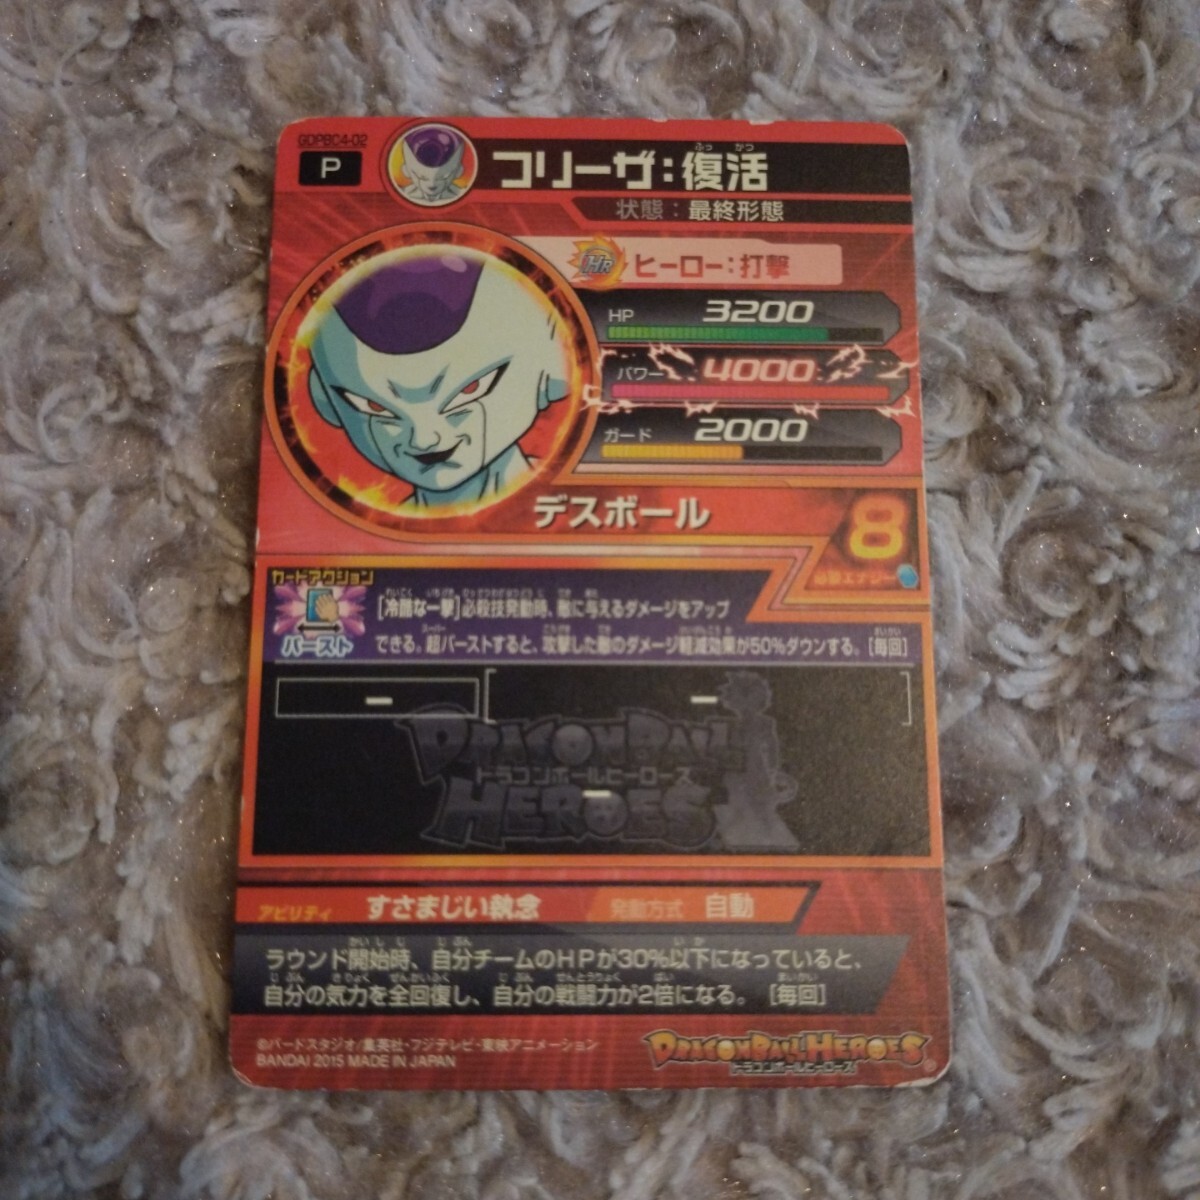 GDPBC4-02
P
フリーザ：復活
ふっ かつ
状態：最終形態
HR ヒーロー：打撃
HP 3200
パワー 4000
ガード 2000
デスボール
8
必要エナジー
カードアクション
バースト
[冷酷な一撃]必殺技発動時、敵に与えるダメージをアップ
できる。超バーストすると、攻撃した敵のダメージ軽減効果が50%ダウンする。[毎回]
ー ー
DRAGON BALL
ドラゴンボールヒーローズ
HEROES
ー
アビリティ すさまじい執念 発動方式 自動
ラウンド開始時、自分チームのHPが30%以下になっていると、
自分の気力を全回復し、自分の戦闘力が2倍になる。[毎回]
©バードスタジオ/集英社・フジテレビ・東映アニメーション
BANDAI 2015 MADE IN JAPAN
DRAGON BALL HEROES
ドラゴンボールヒーローズ